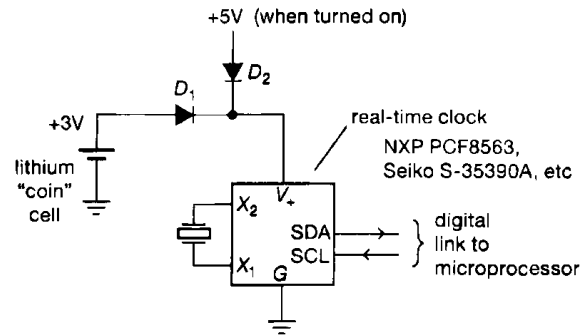 +5V (when turned on)
D2
D1
+3V
lithium
"coin"
cell
real-time clock
NXP PCF8563,
Seiko S-35390A, etc
V+
X2
X1
SDA
SCL
G
digital
link to
microprocessor